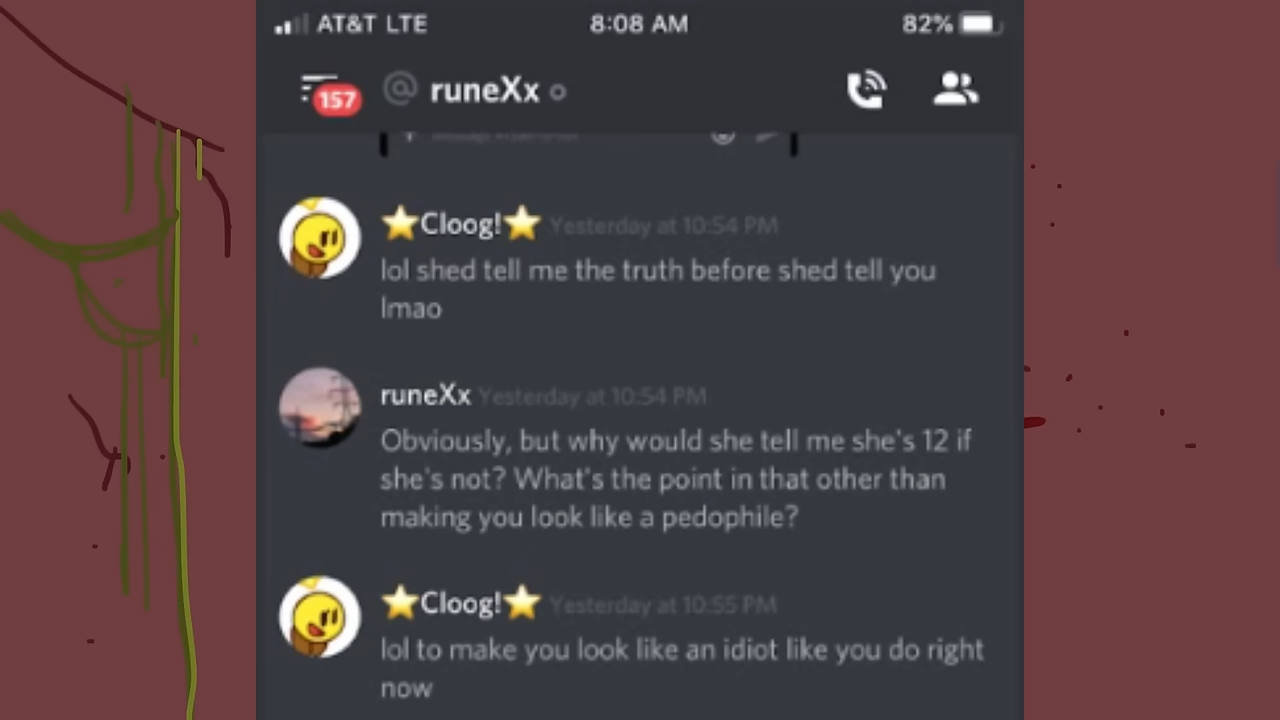 AT&T LTE 8:08 AM 82%
157 @ runeXx
⭐Cloog!⭐ Yesterday at 10:54 PM
lol shed tell me the truth before shed tell you
lmao
runeXx Yesterday at 10:54 PM
Obviously, but why would she tell me she's 12 if
she's not? What's the point in that other than
making you look like a pedophile?
⭐Cloog!⭐ Yesterday at 10:55 PM
lol to make you look like an idiot like you do right
now